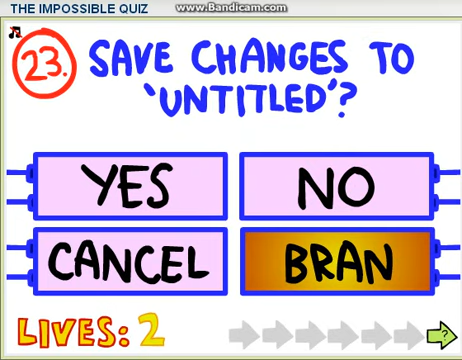 THE IMPOSSIBLE QUIZ
www.Bandicam.com
23.
SAVE CHANGES TO
'UNTITLED'?
YES
NO
CANCEL
BRAN
LIVES: 2
?